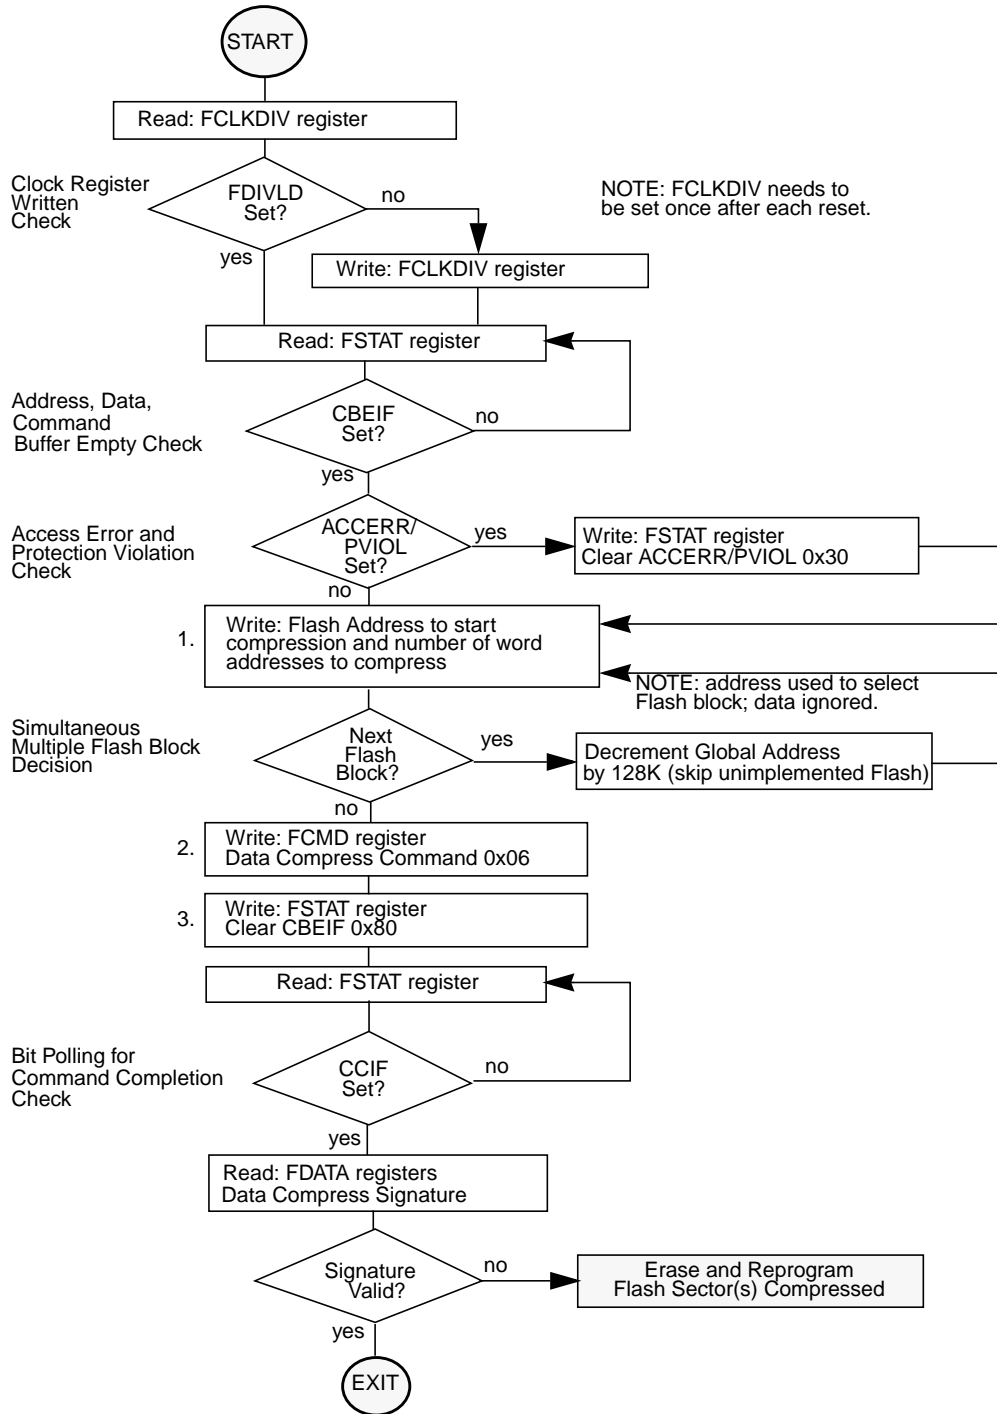 START
Read: FCLKDIV register
Clock Register
Written
Check
FDIVLD
Set?
no
yes
NOTE: FCLKDIV needs to
be set once after each reset.
Write: FCLKDIV register
Read: FSTAT register
Address, Data,
Command
Buffer Empty Check
CBEIF
Set?
no
yes
Access Error and
Protection Violation
Check
ACCERR/
PVIOL
Set?
yes
no
Write: FSTAT register
Clear ACCERR/PVIOL 0x30
1.
Write: Flash Address to start
compression and number of word
addresses to compress
NOTE: address used to select
Flash block; data ignored.
Simultaneous
Multiple Flash Block
Decision
Next
Flash
Block?
yes
no
Decrement Global Address
by 128K (skip unimplemented Flash)
2.
Write: FCMD register
Data Compress Command 0x06
3.
Write: FSTAT register
Clear CBEIF 0x80
Read: FSTAT register
Bit Polling for
Command Completion
Check
CCIF
Set?
no
yes
Read: FDATA registers
Data Compress Signature
Signature
Valid?
no
yes
Erase and Reprogram
Flash Sector(s) Compressed
EXIT